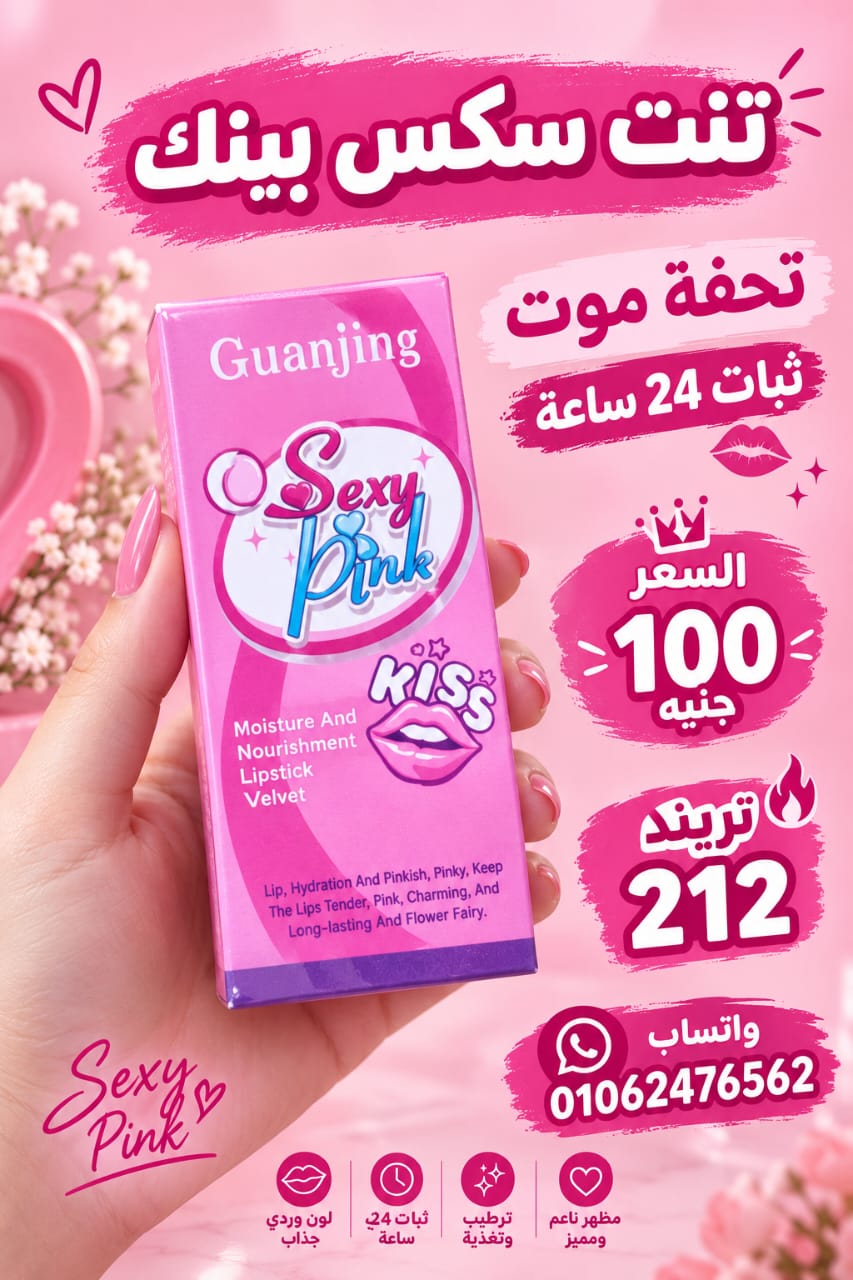 تنت سكس بينك
تحفة موت
ثبات 24 ساعة
Guanjing
Sexy
Pink
KISS
Moisture And
Nourishment
Lipstick
Velvet
Lip, Hydration And Pinkish, Pinky, Keep
The Lips Tender, Pink, Charming, And
Long-lasting And Flower Fairy.
السعر
100
جنيه
تريند
212
واتساب
01062476562
Sexy
Pink
مظهر ناعم
ومميز
ترطيب
وتغذية
ثبات 24
ساعة
لون وردي
جذاب